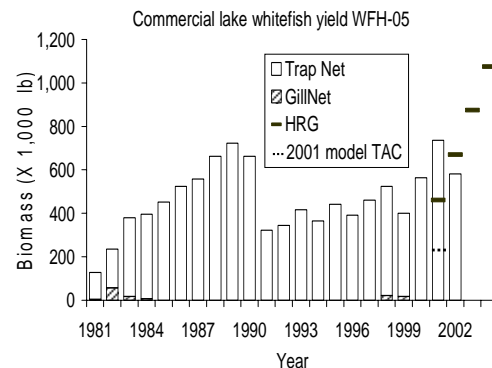 Commercial lake whitefish yield WFH-05
Biomass (X 1,000 lb)
1,200
1,000
800
600
400
200
0
Trap Net
GillNet
HRG
2001 model TAC
1981 1984 1987 1990 1993 1996 1999 2002
Year